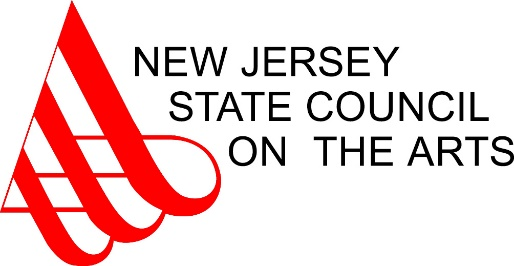 NEW JERSEY
STATE COUNCIL
ON THE ARTS